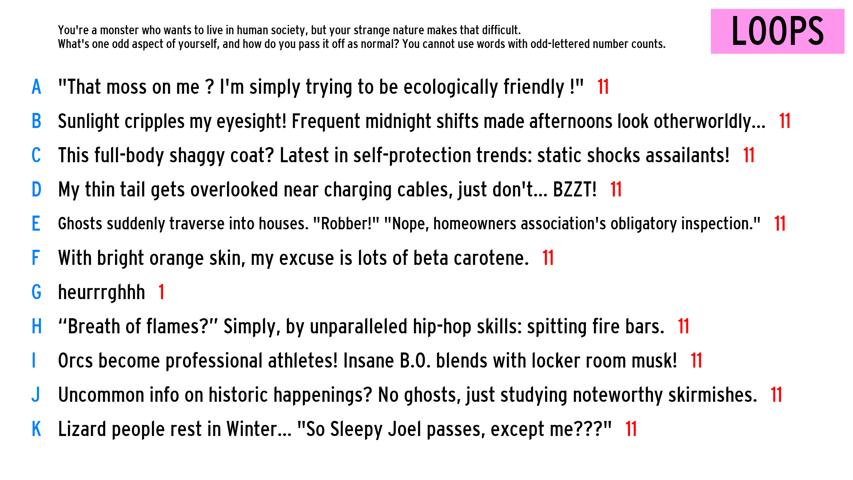 You're a monster who wants to live in human society, but your strange nature makes that difficult.
What's one odd aspect of yourself, and how do you pass it off as normal? You cannot use words with odd-lettered number counts.
LOOPS
A "That moss on me ? I'm simply trying to be ecologically friendly !" 11
B Sunlight cripples my eyesight! Frequent midnight shifts made afternoons look otherworldly... 11
C This full-body shaggy coat? Latest in self-protection trends: static shocks assailants! 11
D My thin tail gets overlooked near charging cables, just don't... BZZT! 11
E Ghosts suddenly traverse into houses. "Robber!" "Nope, homeowners association's obligatory inspection." 11
F With bright orange skin, my excuse is lots of beta carotene. 11
G heurrrghhh 1
H “Breath of flames?” Simply, by unparalleled hip-hop skills: spitting fire bars. 11
I Orcs become professional athletes! Insane B.O. blends with locker room musk! 11
J Uncommon info on historic happenings? No ghosts, just studying noteworthy skirmishes. 11
K Lizard people rest in Winter... "So Sleepy Joel passes, except me???" 11